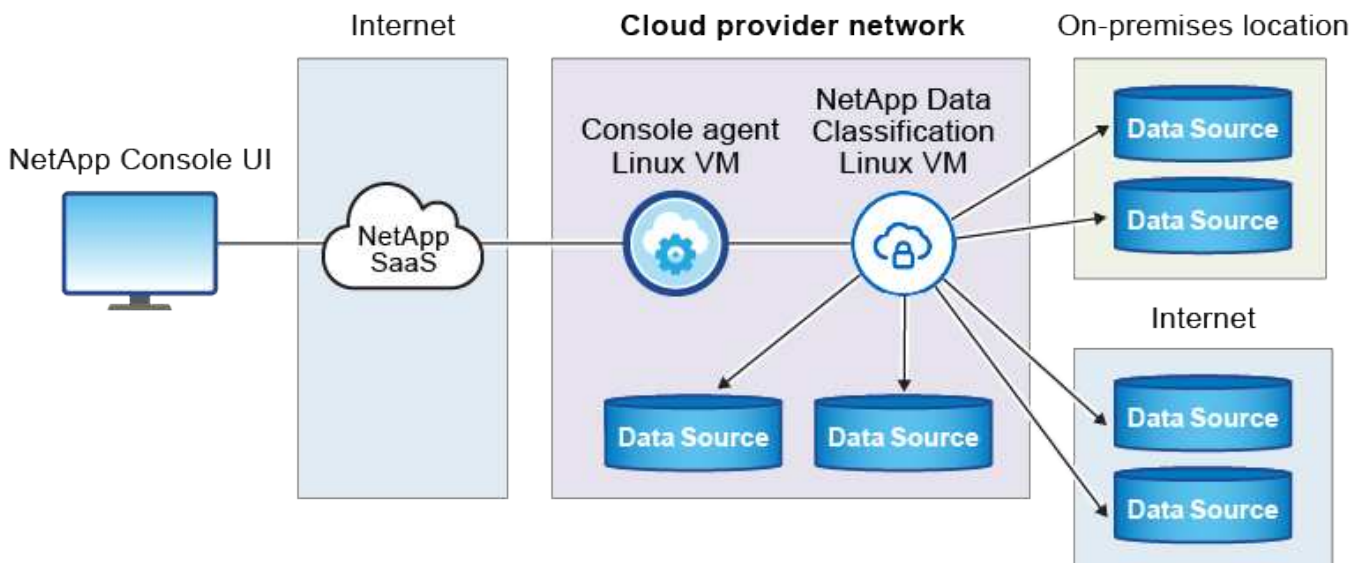 Internet
Cloud provider network
On-premises location
NetApp Console UI
NetApp
SaaS
Console agent
Linux VM
NetApp Data
Classification
Linux VM
Data Source
Data Source
Data Source
Data Source
Internet
Data Source
Data Source